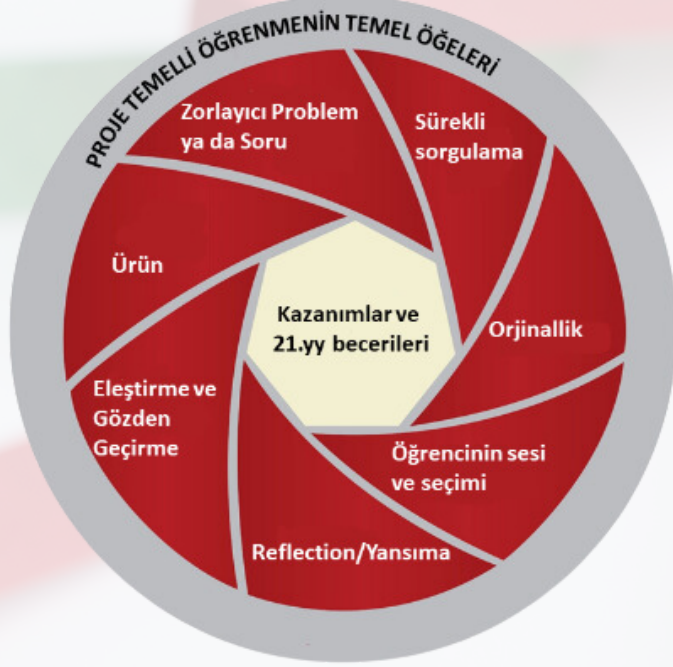 PROJE TEMELLİ ÖĞRENMENİN TEMEL ÖĞELERİ
Zorlayıcı Problem
ya da Soru
Sürekli
sorgulama
Orjinallik
Öğrencinin sesi
ve seçimi
Reflection/Yansıma
Eleştirme ve
Gözden
Geçirme
Ürün
Kazanımlar ve
21.yy becerileri